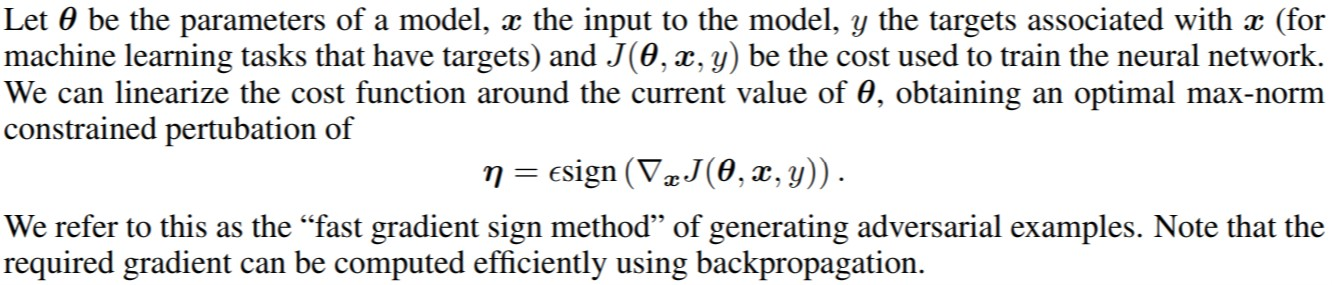 Let θ be the parameters of a model, x the input to the model, y the targets associated with x (for
machine learning tasks that have targets) and J(θ, x, y) be the cost used to train the neural network.
We can linearize the cost function around the current value of θ, obtaining an optimal max-norm
constrained pertubation of
η = ϵsign (∇ₓJ(θ, x, y)) .
We refer to this as the “fast gradient sign method” of generating adversarial examples. Note that the
required gradient can be computed efficiently using backpropagation.